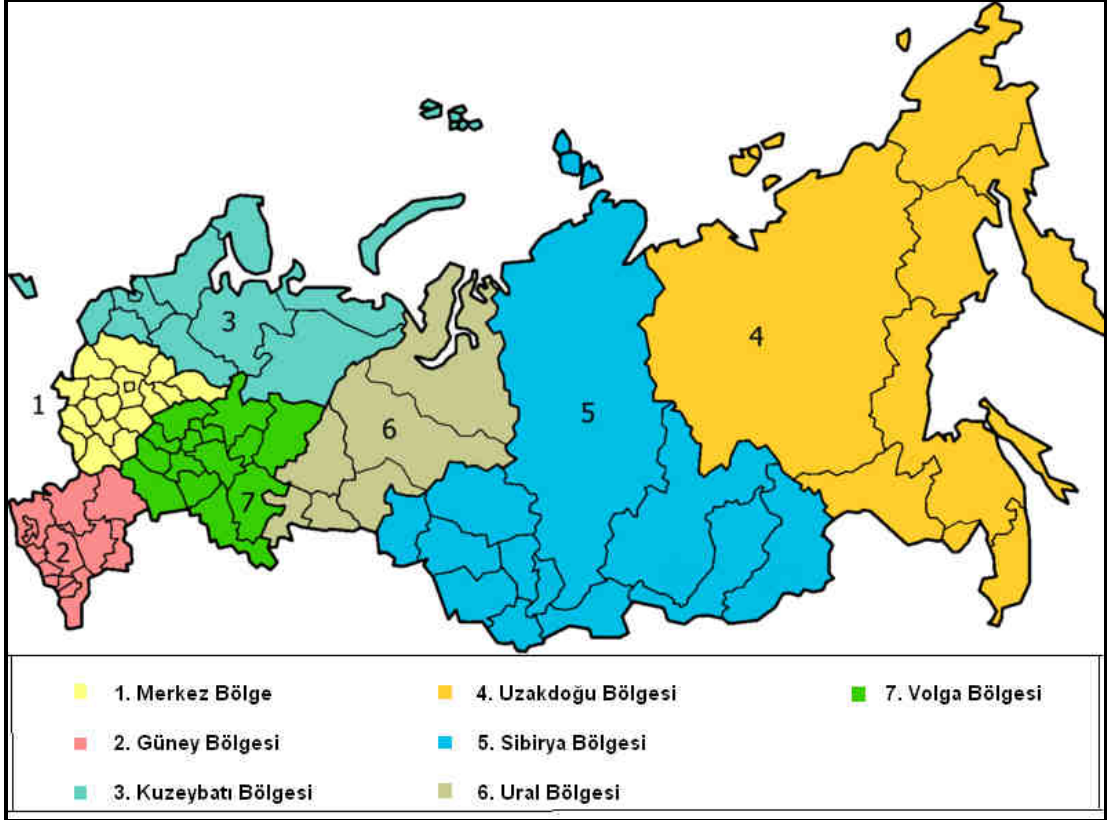 3
4
1
5
6
7
2
1. Merkez Bölge
4. Uzakdoğu Bölgesi
7. Volga Bölgesi
2. Güney Bölgesi
5. Sibirya Bölgesi
3. Kuzeybatı Bölgesi
6. Ural Bölgesi